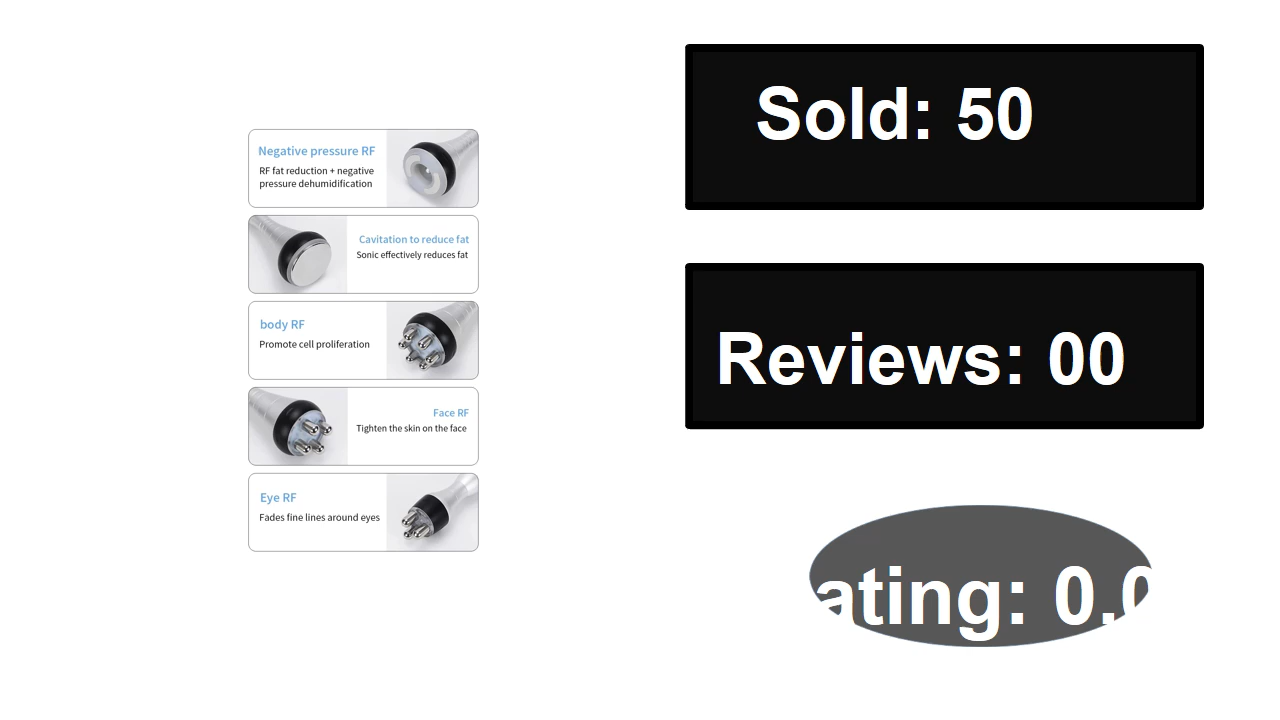 Negative pressure RF
RF fat reduction + negative
pressure dehumidification
Cavitation to reduce fat
Sonic effectively reduces fat
body RF
Promote cell proliferation
Face RF
Tighten the skin on the face
Eye RF
Fades fine lines around eyes
Sold: 50
Reviews: 00
ating: 0.0